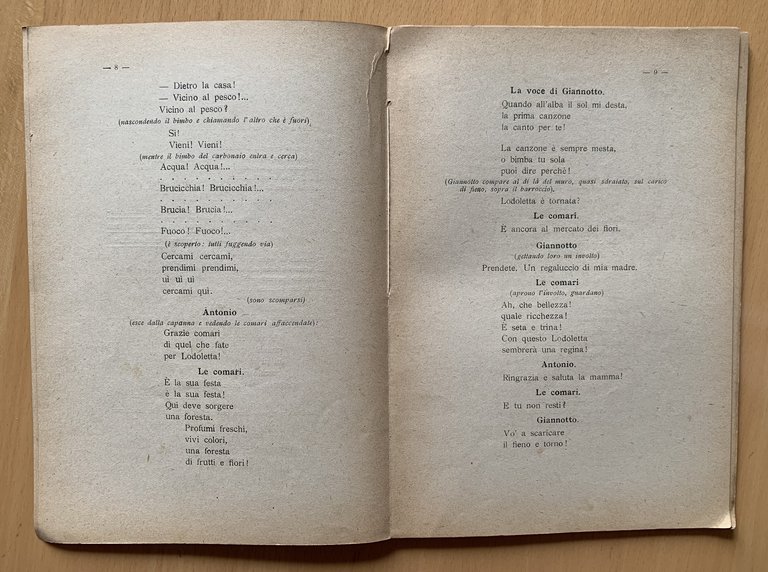 — 8 —
— Dietro la casa!
— Vicino al pesco!...
Vicino al pesco?
(nascondendo il bimbo e chiamando l'altro che è fuori)
Si!
Vieni! Vieni!
(mentre il bimbo del carbonaio entra e cerca)
Acqua! Acqua!...
. . . . . . . . . . . . .
Brucicchia! Brucicchia!...
. . . . . . . . . . . . .
Brucia! Brucia!...
. . . . . . . . . . . . .
Fuoco! Fuoco!...
(è scoperto: tutti fuggendo via)
Cercami cercami,
prendimi prendimi,
ui ui ui
cercami qui.
(sono scomparsi)
Antonio
(esce dalla capanna e vedendo le comari affaccendate):
Grazie comari
di quel che fate
per Lodoletta!
Le comari.
È la sua festa
è la sua festa!
Qui deve sorgere
una foresta.
Profumi freschi,
vivi colori,
una foresta
di frutti e fiori!
— 9 —
La voce di Giannotto.
Quando all'alba il sol mi desta,
la prima canzone
la canto per te!
La canzone è sempre mesta,
o bimba tu sola
puoi dire perchè!
(Giannotto compare al di là del muro, quasi sdraiato, sul carico
di fieno, sopra il barroccio).
Lodoletta è tornata?
Le comari.
È ancora al mercato dei fiori.
Giannotto
(gettando loro un involto)
Prendete. Un regaluccio di mia madre.
Le comari
(aprono l'involto, guardano)
Ah, che bellezza!
quale ricchezza!
È seta e trina!
Con questo Lodoletta
sembrerà una regina!
Antonio.
Ringrazia e saluta la mamma!
Le comari.
E tu non resti?
Giannotto.
Vo' a scaricare
il fieno e torno!